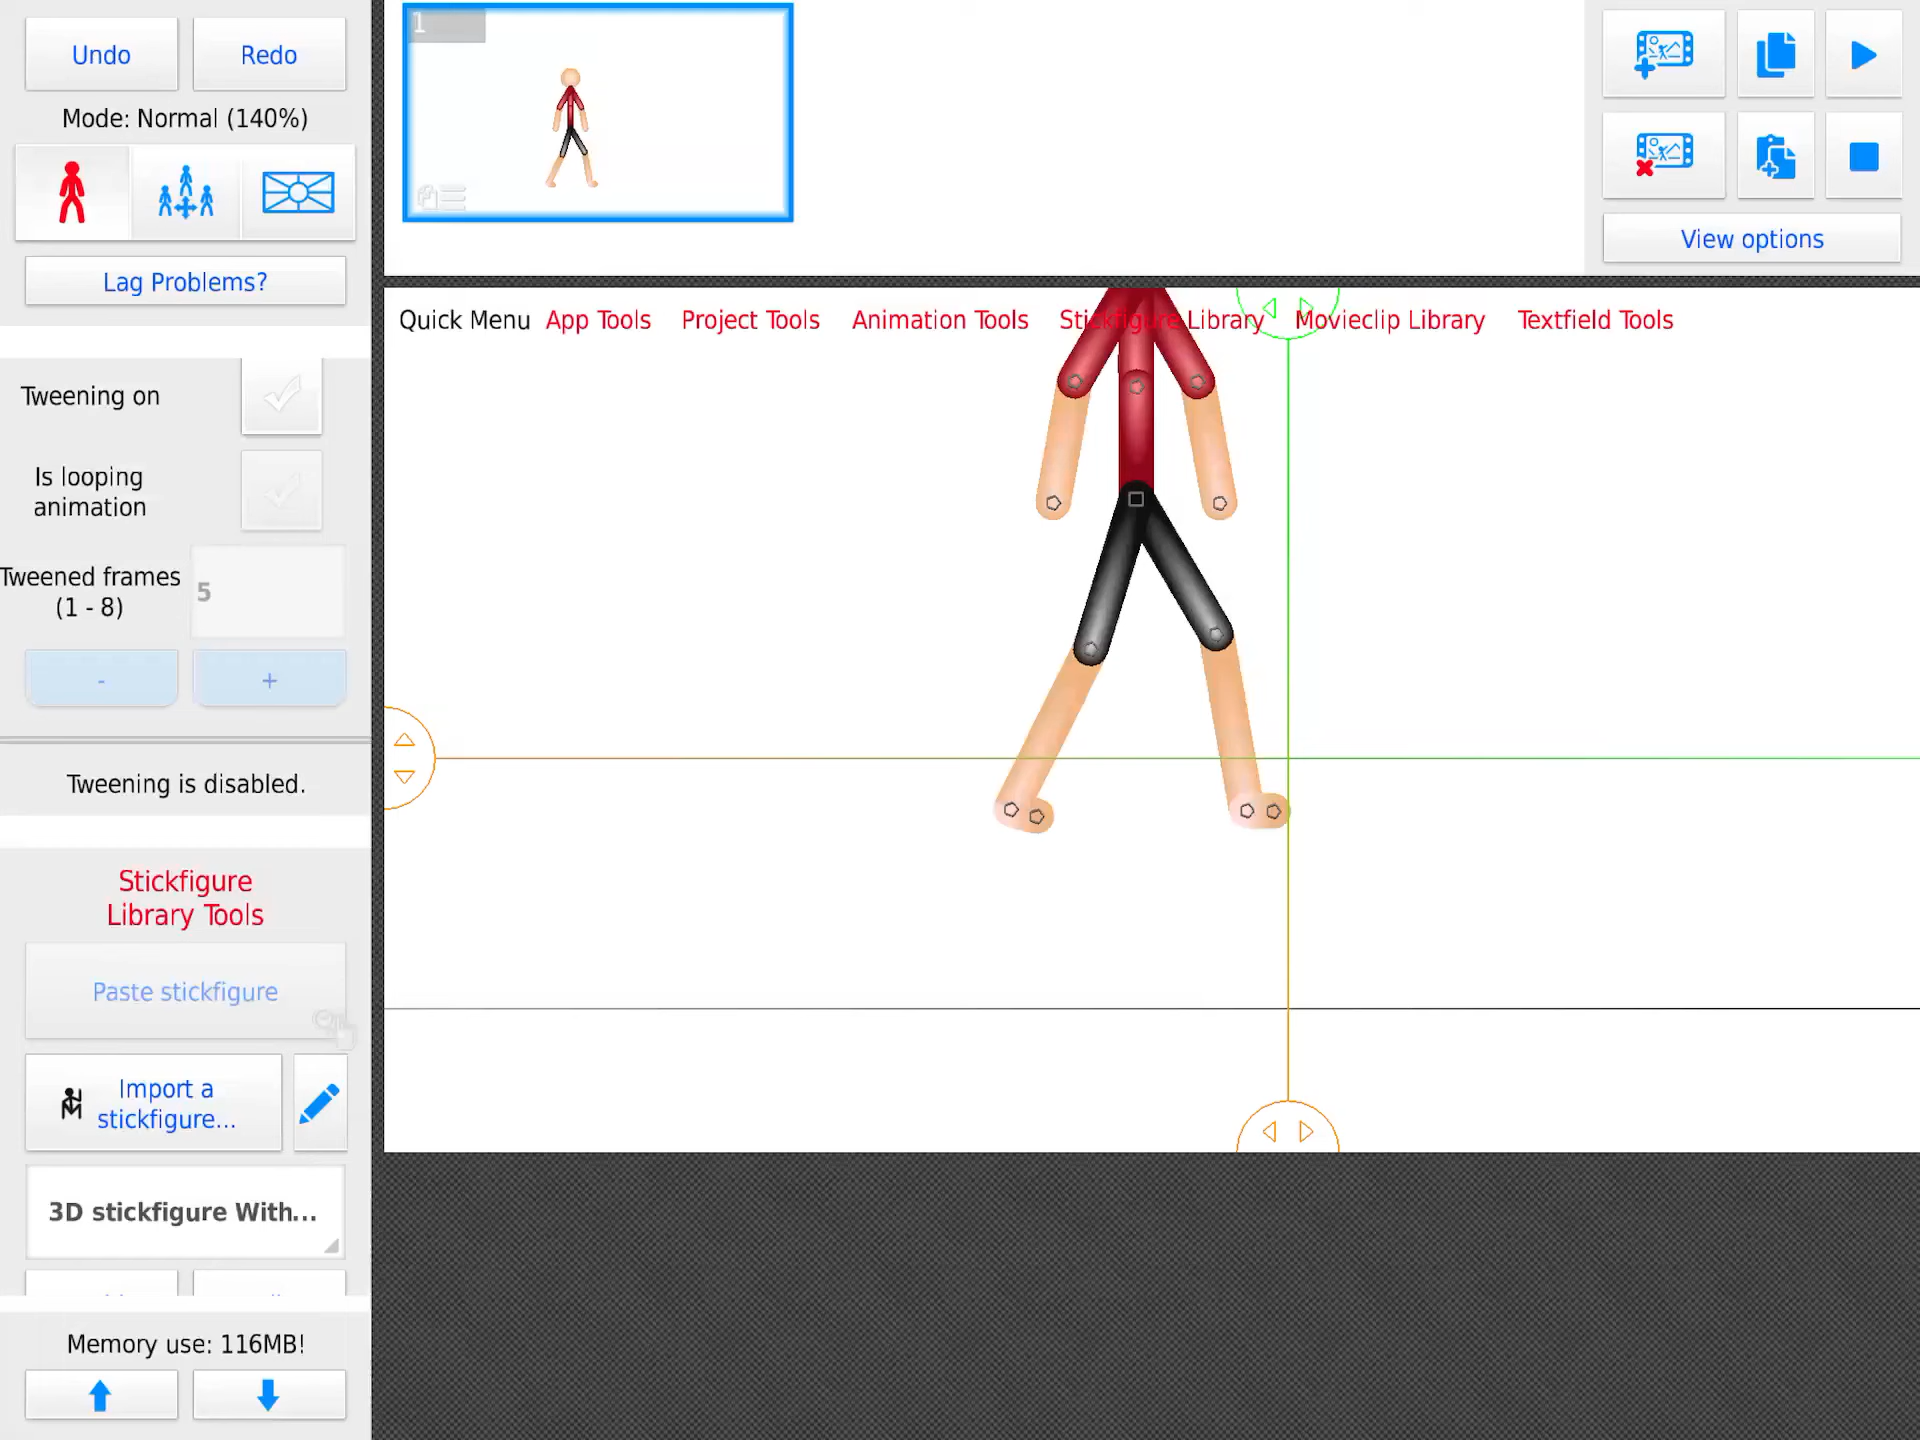 Undo
Redo
Mode: Normal (140%)
Lag Problems?
1
View options
Quick Menu
App Tools
Project Tools
Animation Tools
Stickfigure Library
Movieclip Library
Textfield Tools
Tweening on
Is looping
animation
Tweened frames
(1 - 8)
5
-
+
Tweening is disabled.
Stickfigure
Library Tools
Paste stickfigure
Import a
stickfigure...
3D stickfigure With...
Memory use: 116MB!